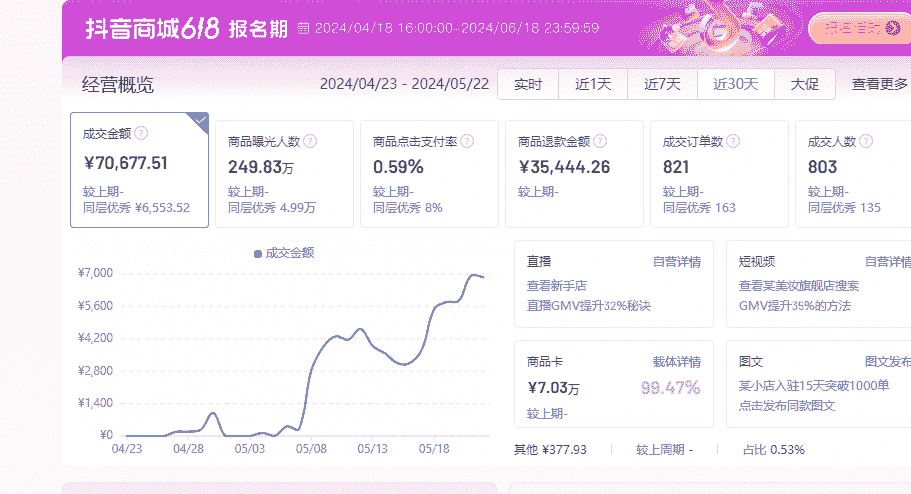 抖音商城618 报名期 2024/04/18 16:00:00-2024/06/18 23:59:59
经营概览 2024/04/23 - 2024/05/22 实时 近1天 近7天 近30天 大促 查看更多
成交金额 商品曝光人数 商品点击支付率 商品退款金额 成交订单数 成交人数
¥70,677.51 249.83万 0.59% ¥35,444.26 821 803
较上期- 较上期- 较上期- 较上期- 较上期- 较上期-
同层优秀 ¥6,553.52 同层优秀 4.99万 同层优秀 8% 同层优秀 163 同层优秀 135
成交金额
¥7,000
¥5,600
¥4,200
¥2,800
¥1,400
¥0
04/23 04/28 05/03 05/08 05/13 05/18
直播 自营详情
查看新手店
直播GMV提升32%秘诀
短视频 自营详情
查看某美妆旗舰店搜索
GMV提升35%的方法
商品卡 载体详情
¥7.03万 99.47%
较上期-
图文 图文发布
某小店入驻15天突破1000单
点击发布同款图文
其他 ¥377.93 较上周期 - 占比 0.53%